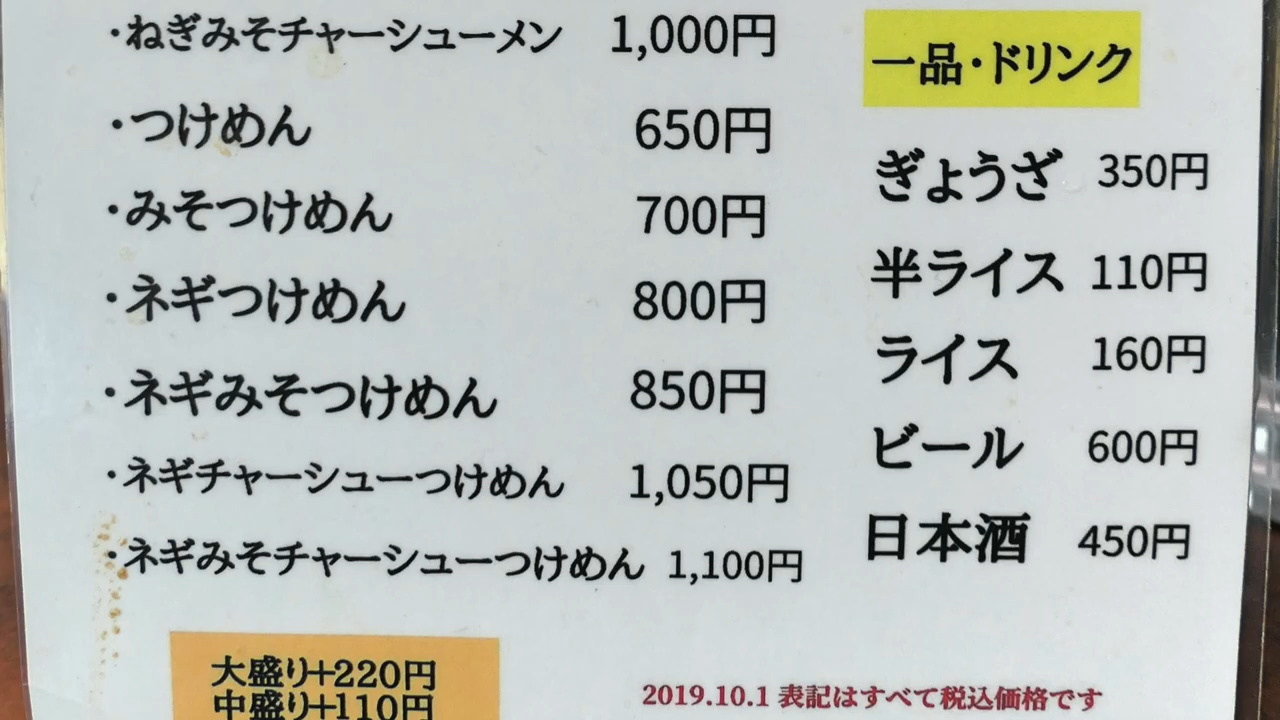 ・ねぎみそチャーシューメン 1,000円
・つけめん 650円
・みそつけめん 700円
・ネギつけめん 800円
・ネギみそつけめん 850円
・ネギチャーシューつけめん 1,050円
・ネギみそチャーシューつけめん 1,100円
大盛り+220円
中盛り+110円
一品・ドリンク
ぎょうざ 350円
半ライス 110円
ライス 160円
ビール 600円
日本酒 450円
2019.10.1 表記はすべて税込価格です